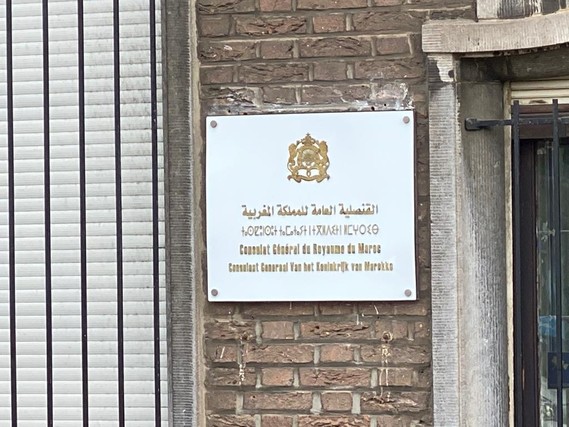 القنصلية العامة للمملكة المغربية
Consulat Général du Royaume du Maroc
Consulaat Generaal Van het Koninkrijk van Marokko